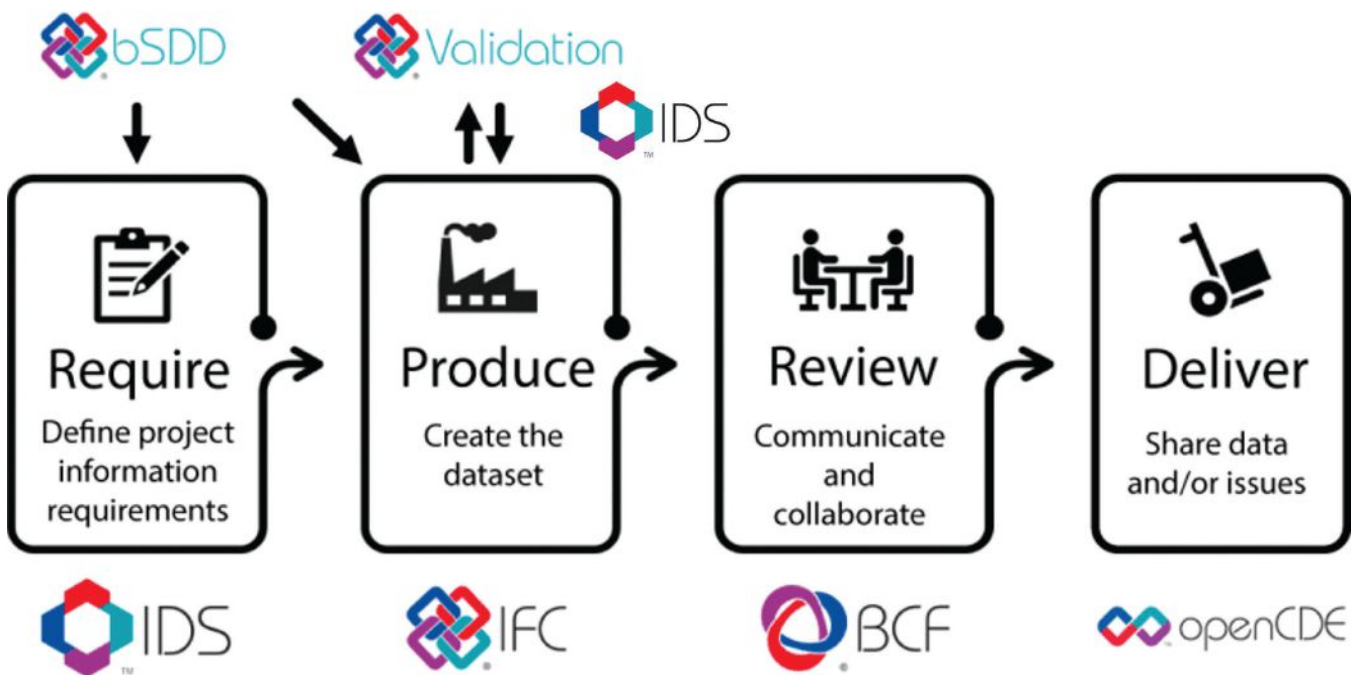 bSDD
Validation
IDS
Require
Define project
information
requirements
Produce
Create the
dataset
Review
Communicate
and
collaborate
Deliver
Share data
and/or issues
IDS
IFC
BCF
openCDE